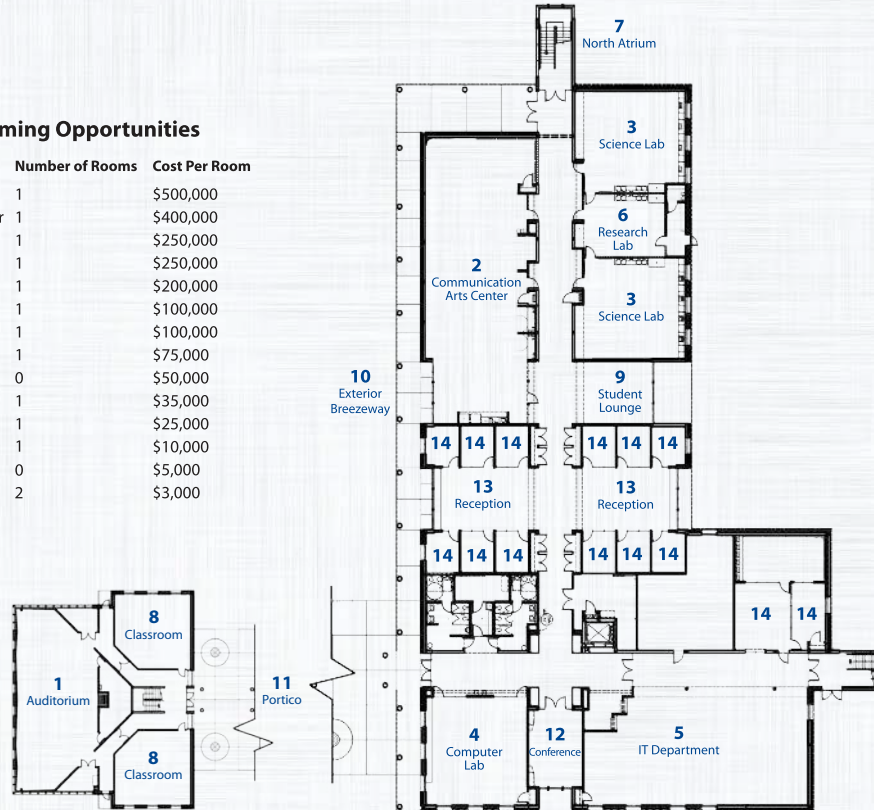 ming Opportunities
Number of Rooms Cost Per Room
1 $500,000
r 1 $400,000
1 $250,000
1 $250,000
1 $200,000
1 $100,000
1 $100,000
1 $75,000
0 $50,000
1 $35,000
1 $25,000
1 $10,000
0 $5,000
2 $3,000
7
North Atrium
3
Science Lab
6
Research
Lab
2
Communication
Arts Center
3
Science Lab
10
Exterior
Breezeway
9
Student
Lounge
14 14 14 14 14 14
13
Reception
13
Reception
14 14 14 14 14 14
8
Classroom
14 14
1
Auditorium
11
Portico
8
Classroom
4
Computer
Lab
12
Conference
5
IT Department